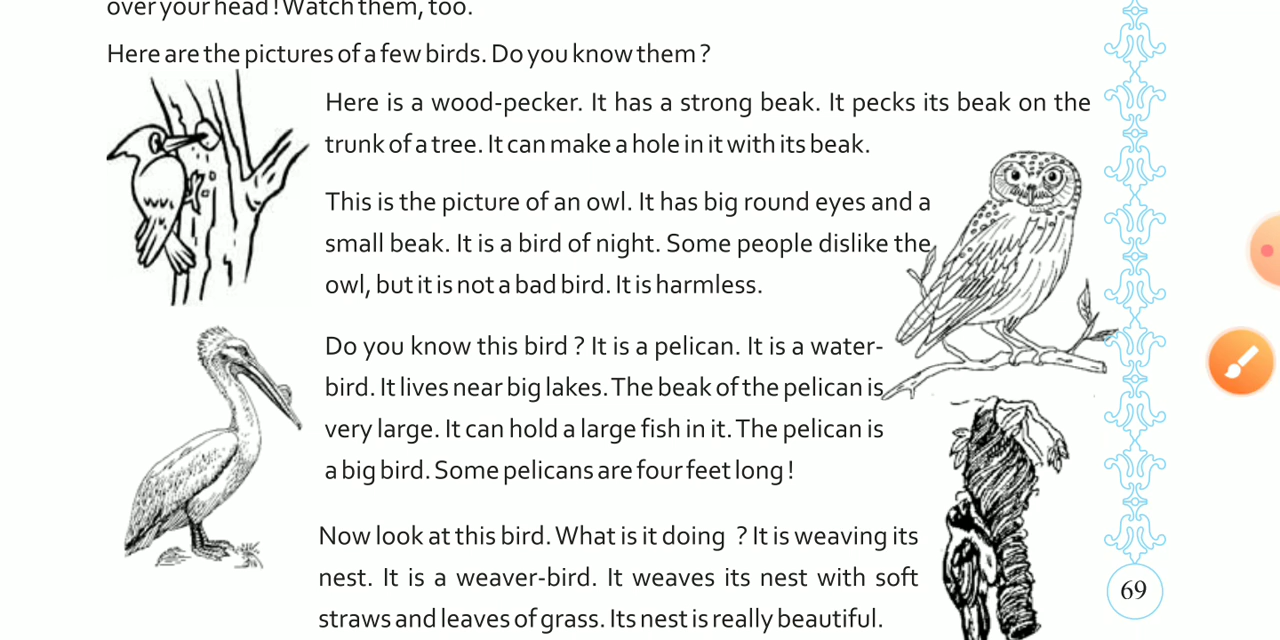 over your head ! Watch them, too.
Here are the pictures of a few birds. Do you know them ?
Here is a wood-pecker. It has a strong beak. It pecks its beak on the
trunk of a tree. It can make a hole in it with its beak.
This is the picture of an owl. It has big round eyes and a
small beak. It is a bird of night. Some people dislike the
owl, but it is not a bad bird. It is harmless.
Do you know this bird ? It is a pelican. It is a water-
bird. It lives near big lakes. The beak of the pelican is
very large. It can hold a large fish in it. The pelican is
a big bird. Some pelicans are four feet long !
Now look at this bird. What is it doing ? It is weaving its
nest. It is a weaver-bird. It weaves its nest with soft
straws and leaves of grass. Its nest is really beautiful.
69